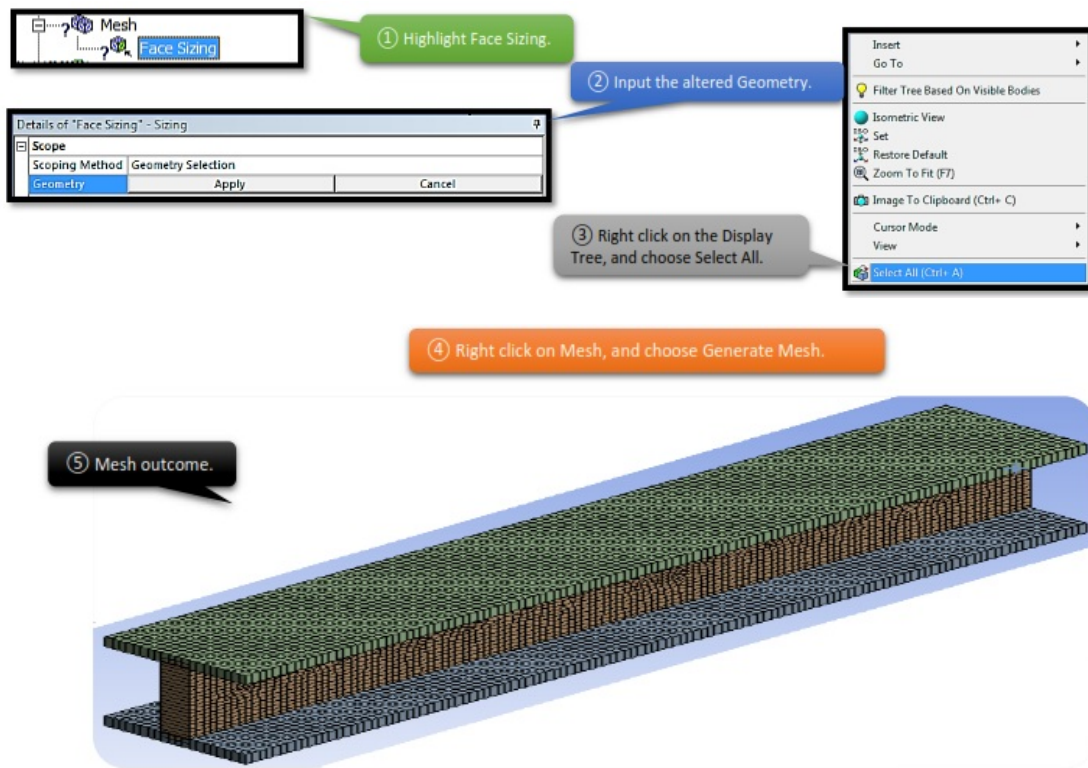 Mesh
Face Sizing
① Highlight Face Sizing.
② Input the altered Geometry.
Details of "Face Sizing" - Sizing
Scope
Scoping Method Geometry Selection
Geometry Apply Cancel
Insert
Go To
Filter Tree Based On Visible Bodies
Isometric View
ISO Set
ISO Restore Default
Zoom To Fit (F7)
Image To Clipboard (Ctrl+ C)
Cursor Mode
View
Select All (Ctrl+ A)
③ Right click on the Display
Tree, and choose Select All.
④ Right click on Mesh, and choose Generate Mesh.
⑤ Mesh outcome.